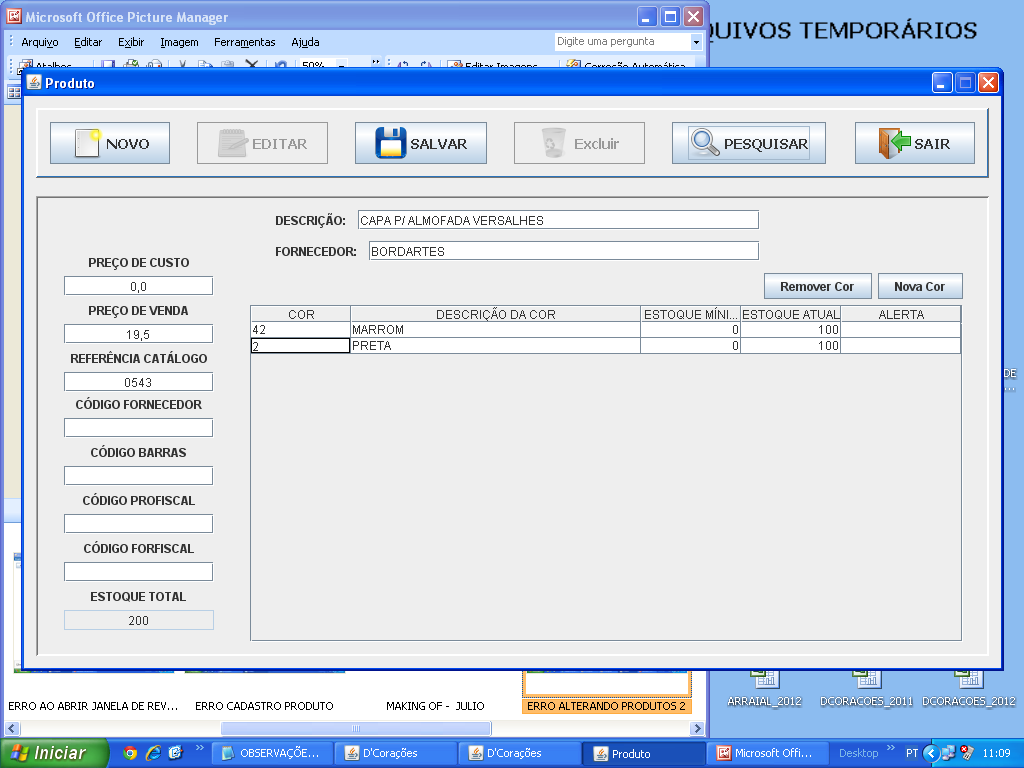 Microsoft Office Picture Manager
Arquivo Editar Exibir Imagem Ferramentas Ajuda
Digite uma pergunta
QUIVOS TEMPORÁRIOS
Atalhos... 50% Editar Imagens... Correção Automática
Produto
NOVO EDITAR SALVAR Excluir PESQUISAR SAIR
DESCRIÇÃO: CAPA P/ ALMOFADA VERSALHES
FORNECEDOR: BORDARTES
PREÇO DE CUSTO
0,0
Remover Cor Nova Cor
PREÇO DE VENDA
19,5
REFERÊNCIA CATÁLOGO
0543
CÓDIGO FORNECEDOR
CÓDIGO BARRAS
CÓDIGO PROFISCAL
CÓDIGO FORFISCAL
ESTOQUE TOTAL
200
COR DESCRIÇÃO DA COR ESTOQUE MÍNI... ESTOQUE ATUAL ALERTA
42 MARROM 0 100
2 PRETA 0 100
DE
...
ERRO AO ABRIR JANELA DE REV... ERRO CADASTRO PRODUTO MAKING OF - JULIO ERRO ALTERANDO PRODUTOS 2
ARRAIAL_2012 DCORACOES_2011 DCORACOES_2012
Iniciar OBSERVAÇÕE... D'Corações D'Corações Produto Microsoft Offi... Desktop PT 11:09